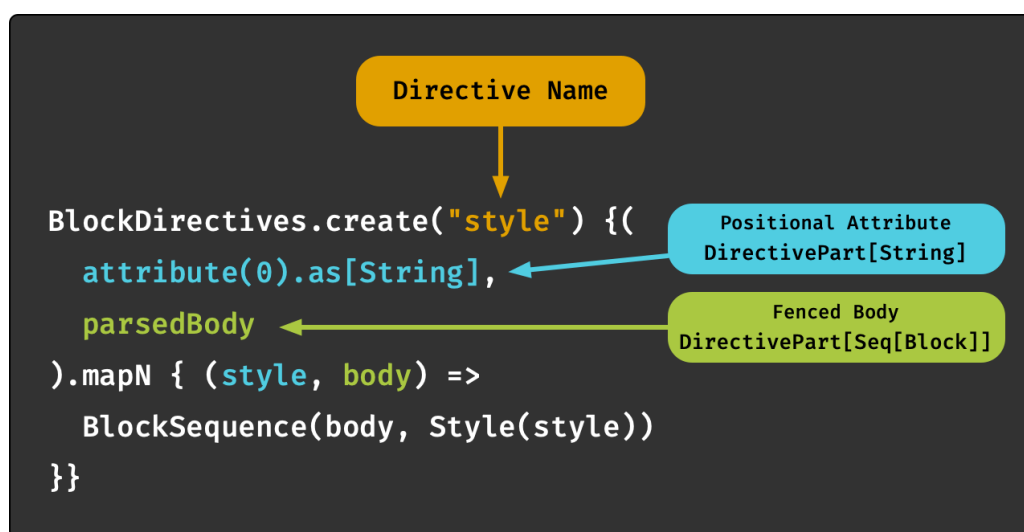 Directive Name
BlockDirectives.create("style") {(
Positional Attribute
DirectivePart[String]
attribute(0).as[String],
Fenced Body
DirectivePart[Seq[Block]]
parsedBody
).mapN { (style, body) =>
BlockSequence(body, Style(style))
}}